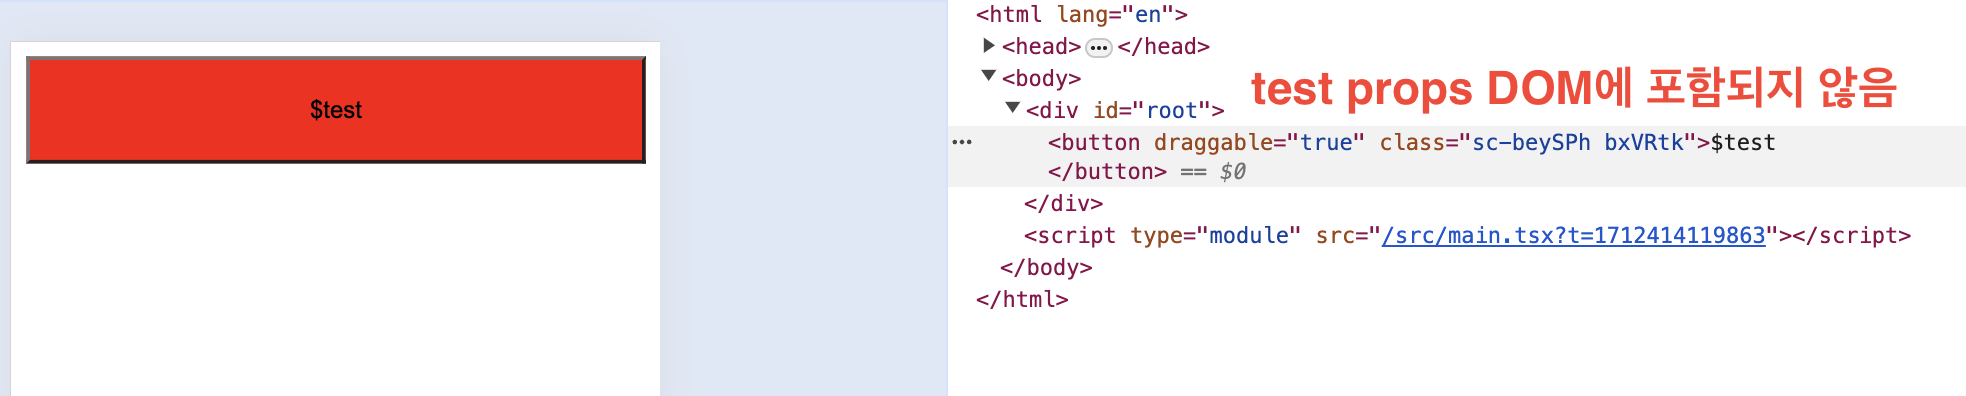 $test
<html lang="en">
<head>•••</head>
<body>
test props DOM에 포함되지 않음
<div id="root">
<button draggable="true" class="sc-beySPh bxVRtk">$test
</button> == $0
</div>
<script type="module" src="/src/main.tsx?t=1712414119863"></script>
</body>
</html>